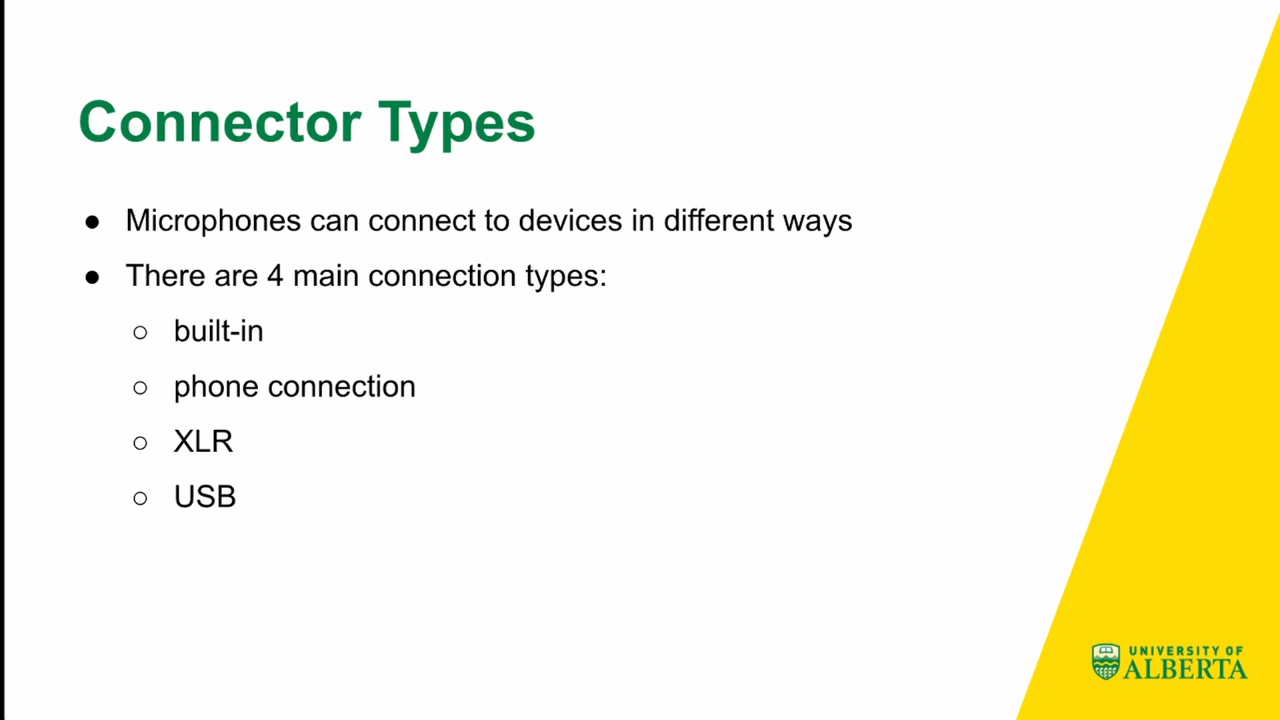 Connector Types
● Microphones can connect to devices in different ways
● There are 4 main connection types:
○ built-in
○ phone connection
○ XLR
○ USB
UNIVERSITY OF
ALBERTA